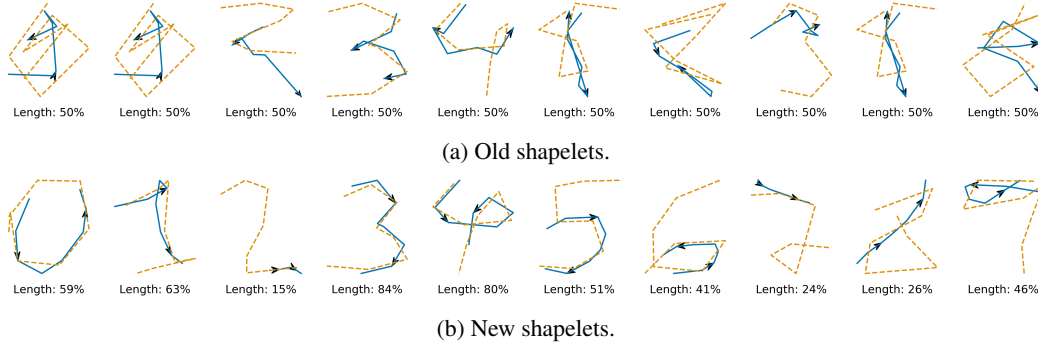 Length: 50% Length: 50% Length: 50% Length: 50% Length: 50% Length: 50% Length: 50% Length: 50% Length: 50% Length: 50%
(a) Old shapelets.
Length: 59% Length: 63% Length: 15% Length: 84% Length: 80% Length: 51% Length: 41% Length: 24% Length: 26% Length: 46%
(b) New shapelets.